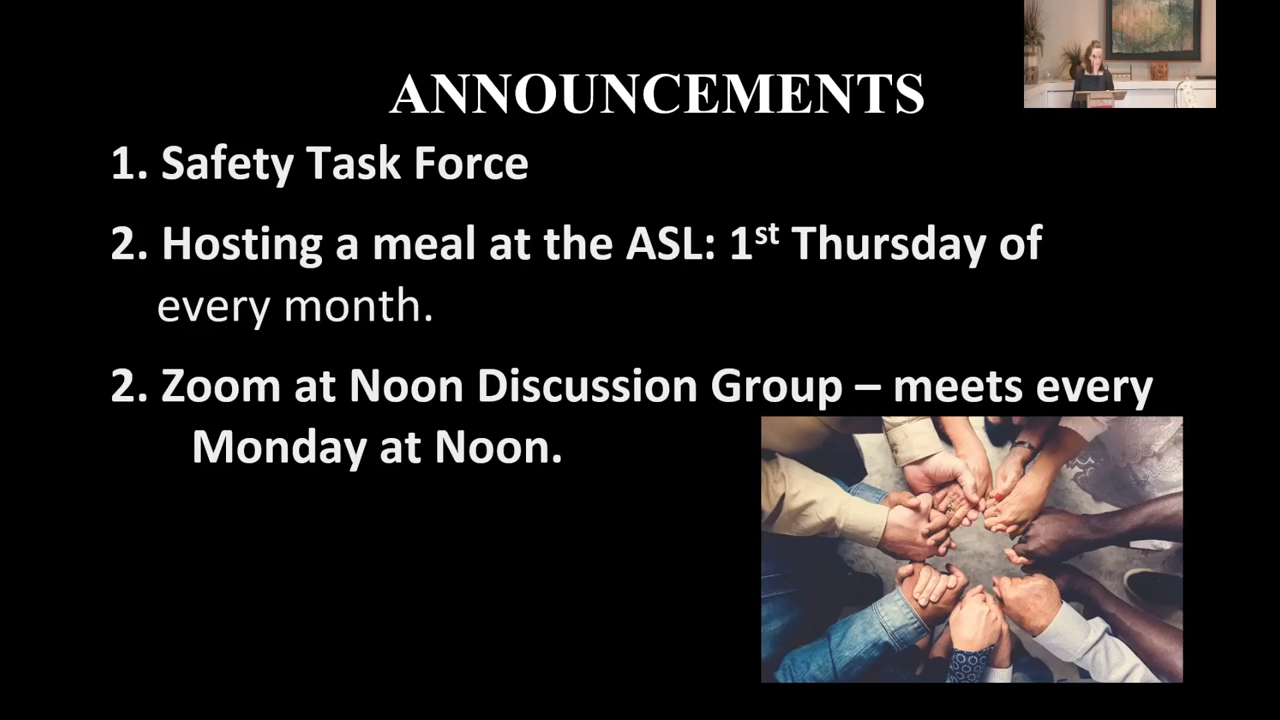 ANNOUNCEMENTS
1. Safety Task Force
2. Hosting a meal at the ASL: 1st Thursday of
every month.
2. Zoom at Noon Discussion Group – meets every
Monday at Noon.